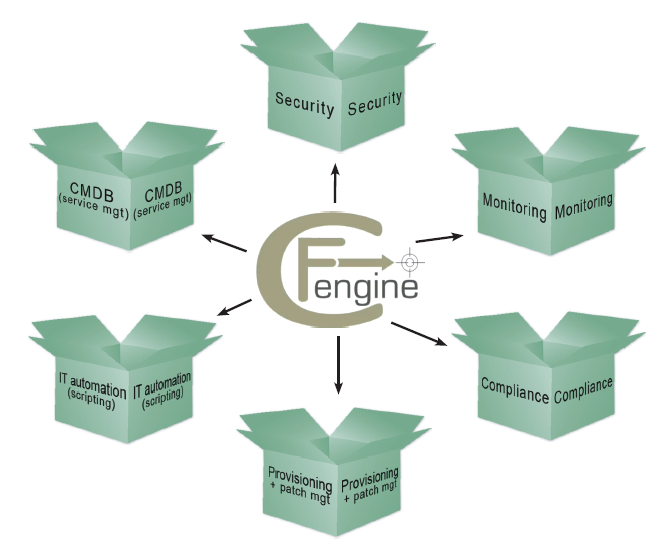 Security Security
CMDB CMDB
(service mgt) (service mgt)
Monitoring Monitoring
CFengine
IT automation IT automation
(scripting) (scripting)
Compliance Compliance
Provisioning Provisioning
+ patch mgt + patch mgt